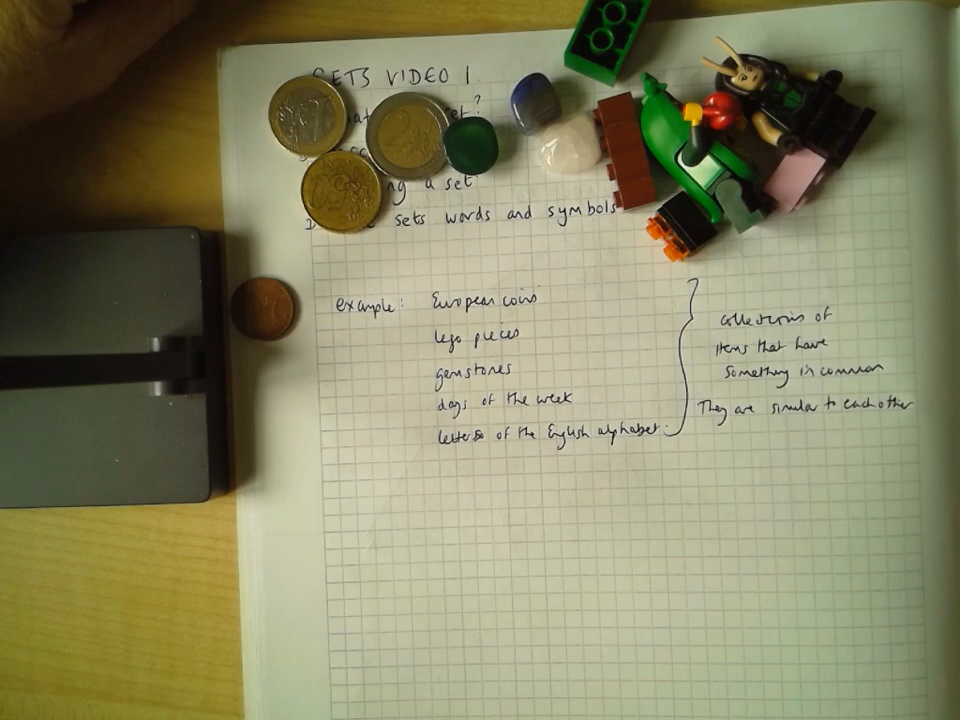 SETS VIDEO 1
a set
sets words and symbols
example: European coins
lego pieces
gemstones
days of the week
letters of the English alphabet.
collections of
items that have
something in common
They are similar to each other